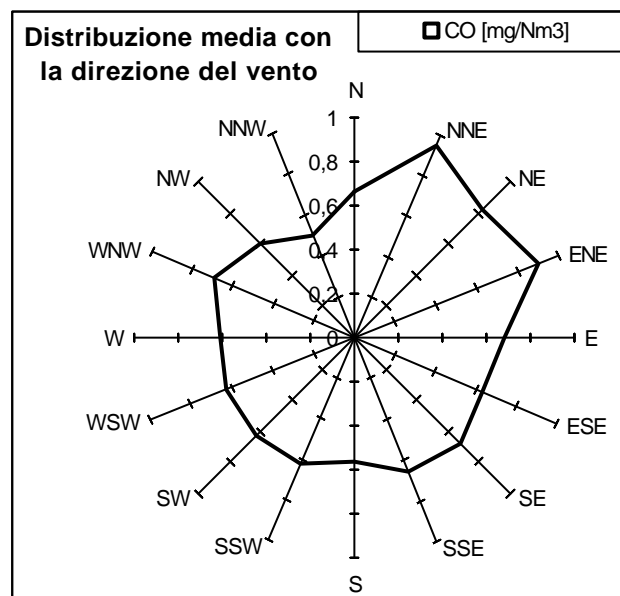 Distribuzione media con
la direzione del vento
CO [mg/Nm3]
N
NNE
NE
ENE
E
ESE
SE
SSE
S
SSW
SW
WSW
W
WNW
NW
NNW
1
0,8
0,6
0,4
0,2
0